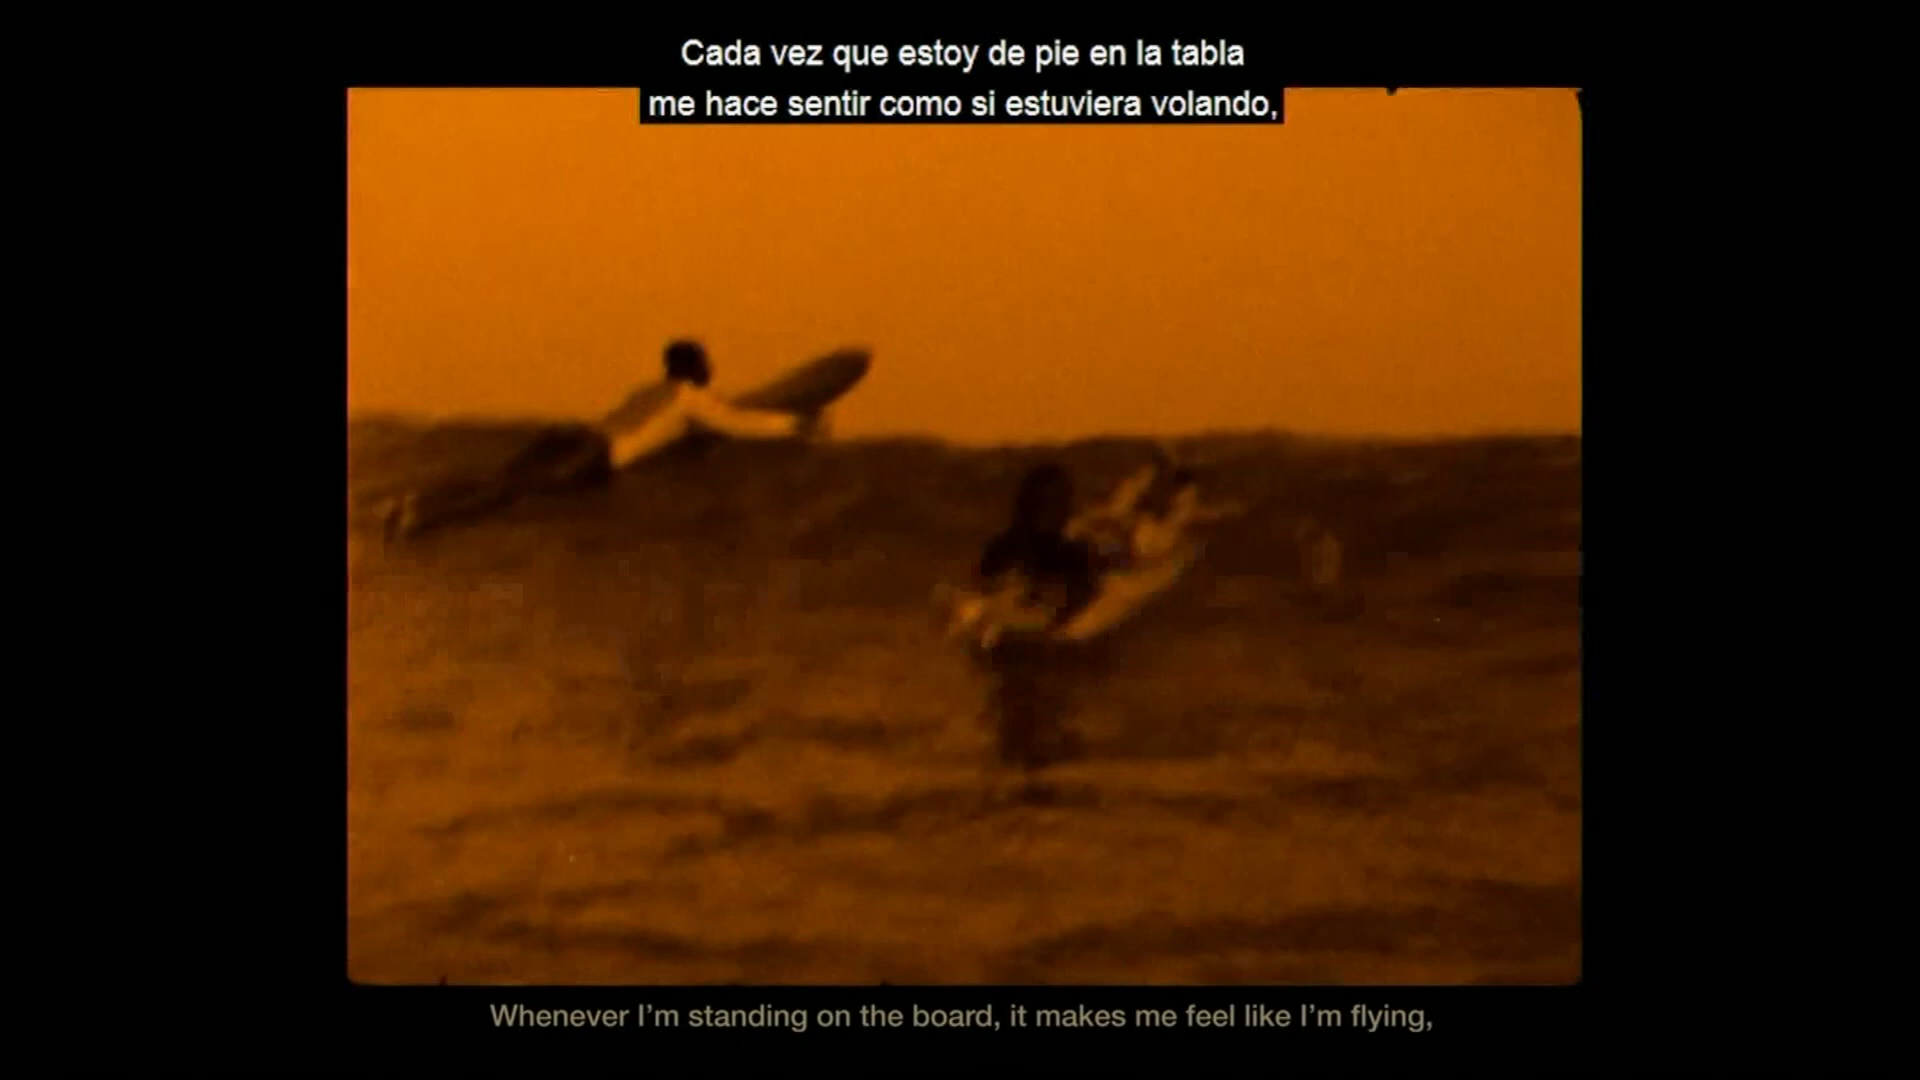 Cada vez que estoy de pie en la tabla
me hace sentir como si estuviera volando,
Whenever I'm standing on the board, it makes me feel like I'm flying,